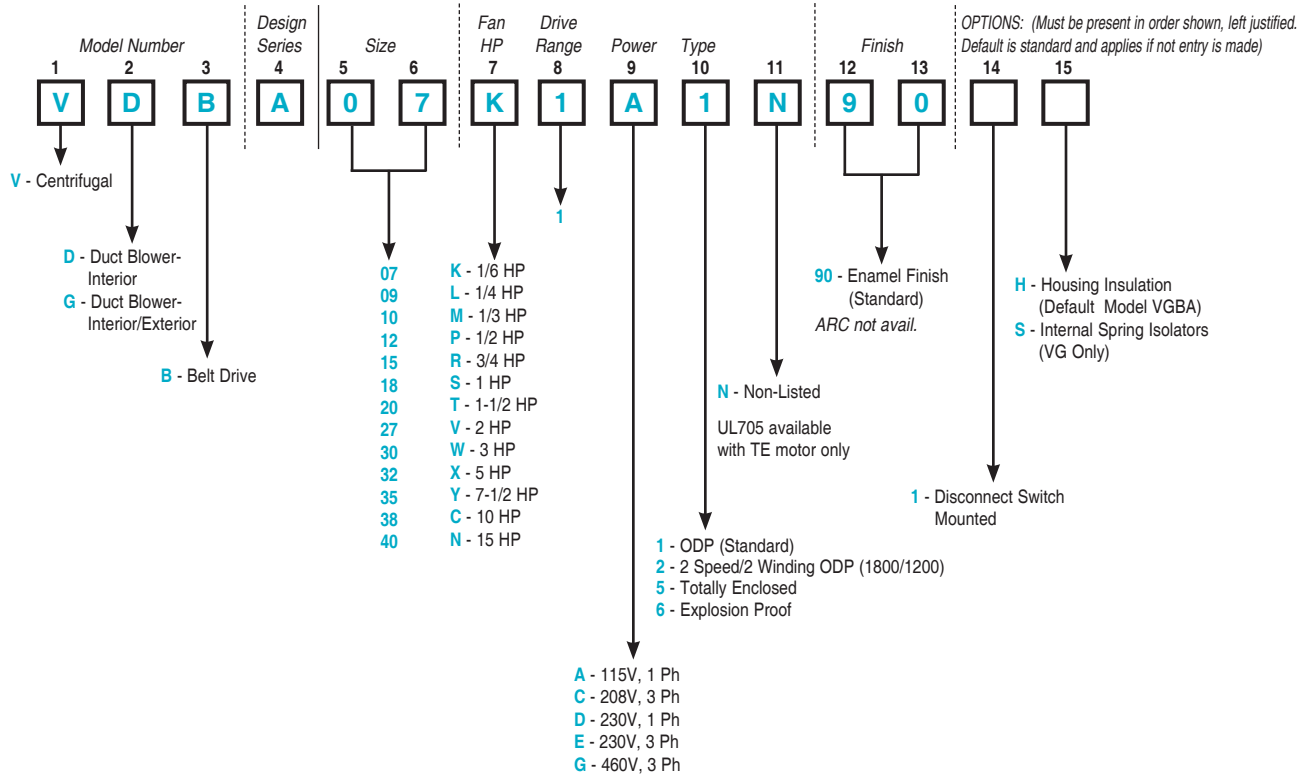 Model Number
Design
Series
Size
Fan
HP
Drive
Range
Power
Type
Finish
OPTIONS: (Must be present in order shown, left justified.
Default is standard and applies if not entry is made)
1 2 3 4 5 6 7 8 9 10 11 12 13 14 15
V D B A 0 7 K 1 A 1 N 9 0
V - Centrifugal
D - Duct Blower-
Interior
G - Duct Blower-
Interior/Exterior
B - Belt Drive
07
09
10
12
15
18
20
27
30
32
35
38
40
K - 1/6 HP
L - 1/4 HP
M - 1/3 HP
P - 1/2 HP
R - 3/4 HP
S - 1 HP
T - 1-1/2 HP
V - 2 HP
W - 3 HP
X - 5 HP
Y - 7-1/2 HP
C - 10 HP
N - 15 HP
1
A - 115V, 1 Ph
C - 208V, 3 Ph
D - 230V, 1 Ph
E - 230V, 3 Ph
G - 460V, 3 Ph
1 - ODP (Standard)
2 - 2 Speed/2 Winding ODP (1800/1200)
5 - Totally Enclosed
6 - Explosion Proof
N - Non-Listed
UL705 available
with TE motor only
90 - Enamel Finish
(Standard)
ARC not avail.
1 - Disconnect Switch
Mounted
H - Housing Insulation
(Default Model VGBA)
S - Internal Spring Isolators
(VG Only)